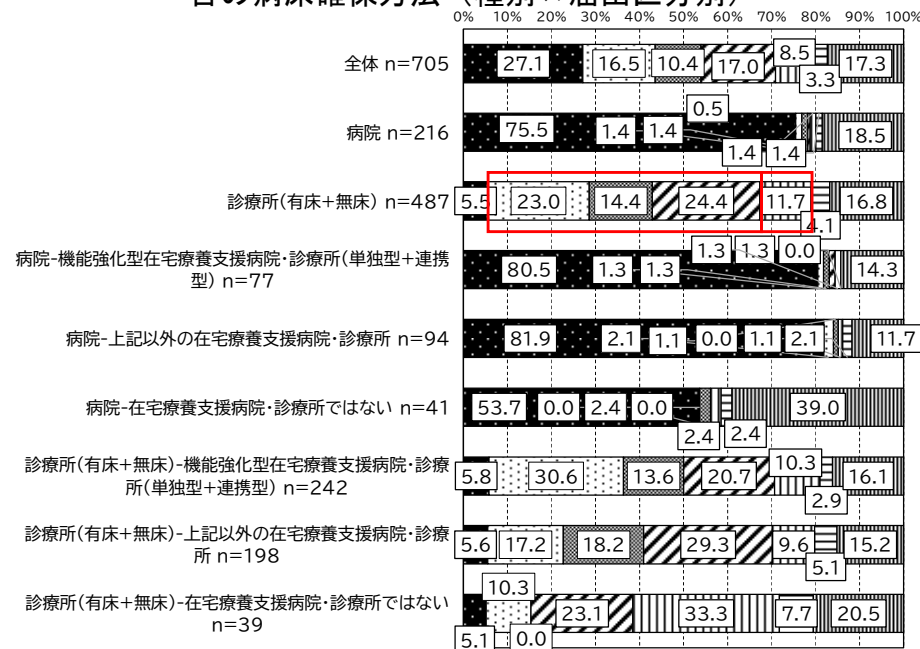 0% 10% 20% 30% 40% 50% 60% 70% 80% 90% 100%
全体 n=705
27.1 16.5 10.4 17.0 8.5 3.3 17.3
病院 n=216
75.5 1.4 1.4 0.5 1.4 1.4 18.5
診療所(有床+無床) n=487
5.5 23.0 14.4 24.4 11.7 4.1 16.8
病院-機能強化型在宅療養支援病院・診療所(単独型+連携
型) n=77
80.5 1.3 1.3 1.3 1.3 0.0 14.3
病院-上記以外の在宅療養支援病院・診療所 n=94
81.9 2.1 1.1 0.0 1.1 2.1 11.7
病院-在宅療養支援病院・診療所ではない n=41
53.7 0.0 2.4 0.0 2.4 2.4 39.0
診療所(有床+無床)-機能強化型在宅療養支援病院・診療
所(単独型+連携型) n=242
5.8 30.6 13.6 20.7 10.3 2.9 16.1
診療所(有床+無床)-上記以外の在宅療養支援病院・診療
所 n=198
5.6 17.2 18.2 29.3 9.6 5.1 15.2
診療所(有床+無床)-在宅療養支援病院・診療所ではない
n=39
5.1 10.3 0.0 23.1 33.3 7.7 20.5